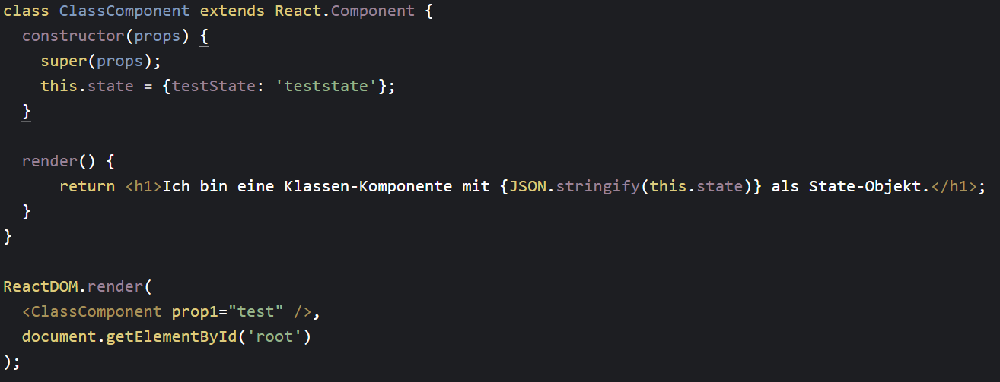 class ClassComponent extends React.Component {
  constructor(props) {
    super(props);
    this.state = {testState: 'teststate'};
  }

  render() {
      return <h1>Ich bin eine Klassen-Komponente mit {JSON.stringify(this.state)} als State-Objekt.</h1>;
  }
}

ReactDOM.render(
  <ClassComponent prop1="test" />,
  document.getElementById('root')
);